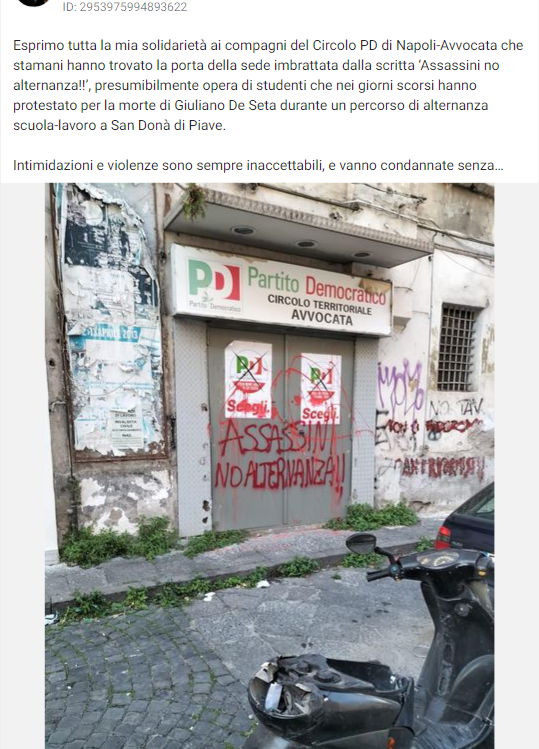 ID: 2953975994893622
Esprimo tutta la mia solidarietà ai compagni del Circolo PD di Napoli-Avvocata che
stamani hanno trovato la porta della sede imbrattata dalla scritta ‘Assassini no
alternanza!!’, presumibilmente opera di studenti che nei giorni scorsi hanno
protestato per la morte di Giuliano De Seta durante un percorso di alternanza
scuola-lavoro a San Donà di Piave.
Intimidazioni e violenze sono sempre inaccettabili, e vanno condannate senza…
PD Partito Democratico
Partito Democratico
CIRCOLO TERRITORIALE
AVVOCATA
PD PD
Scegli. Scegli.
NO TAV
ASSASSINI
NO ALTERNANZA!!